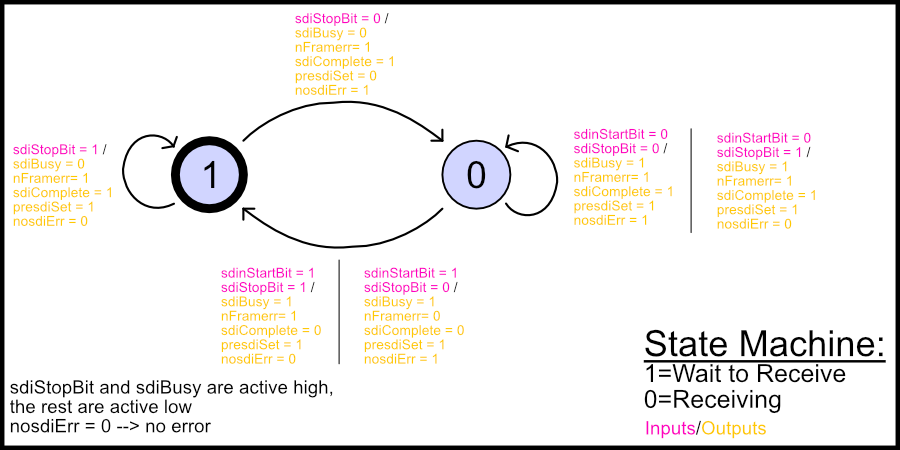 sdiStopBit = 0 /
sdiBusy = 0
nFramerr= 1
sdiComplete = 1
presdiSet = 0
nosdiErr = 1
sdiStopBit = 1 /
sdiBusy = 0
nFramerr= 1
sdiComplete = 1
presdiSet = 1
nosdiErr = 0
1
0
sdinStartBit = 0
sdiStopBit = 0 /
sdiBusy = 1
nFramerr= 1
sdiComplete = 1
presdiSet = 1
nosdiErr = 1
sdinStartBit = 0
sdiStopBit = 1 /
sdiBusy = 1
nFramerr= 1
sdiComplete = 1
presdiSet = 1
nosdiErr = 0
sdinStartBit = 1
sdiStopBit = 1 /
sdiBusy = 1
nFramerr= 1
sdiComplete = 0
presdiSet = 1
nosdiErr = 0
sdinStartBit = 1
sdiStopBit = 0 /
sdiBusy = 1
nFramerr= 0
sdiComplete = 0
presdiSet = 1
nosdiErr = 1
sdiStopBit and sdiBusy are active high,
the rest are active low
nosdiErr = 0 --> no error
State Machine:
1=Wait to Receive
0=Receiving
Inputs/Outputs